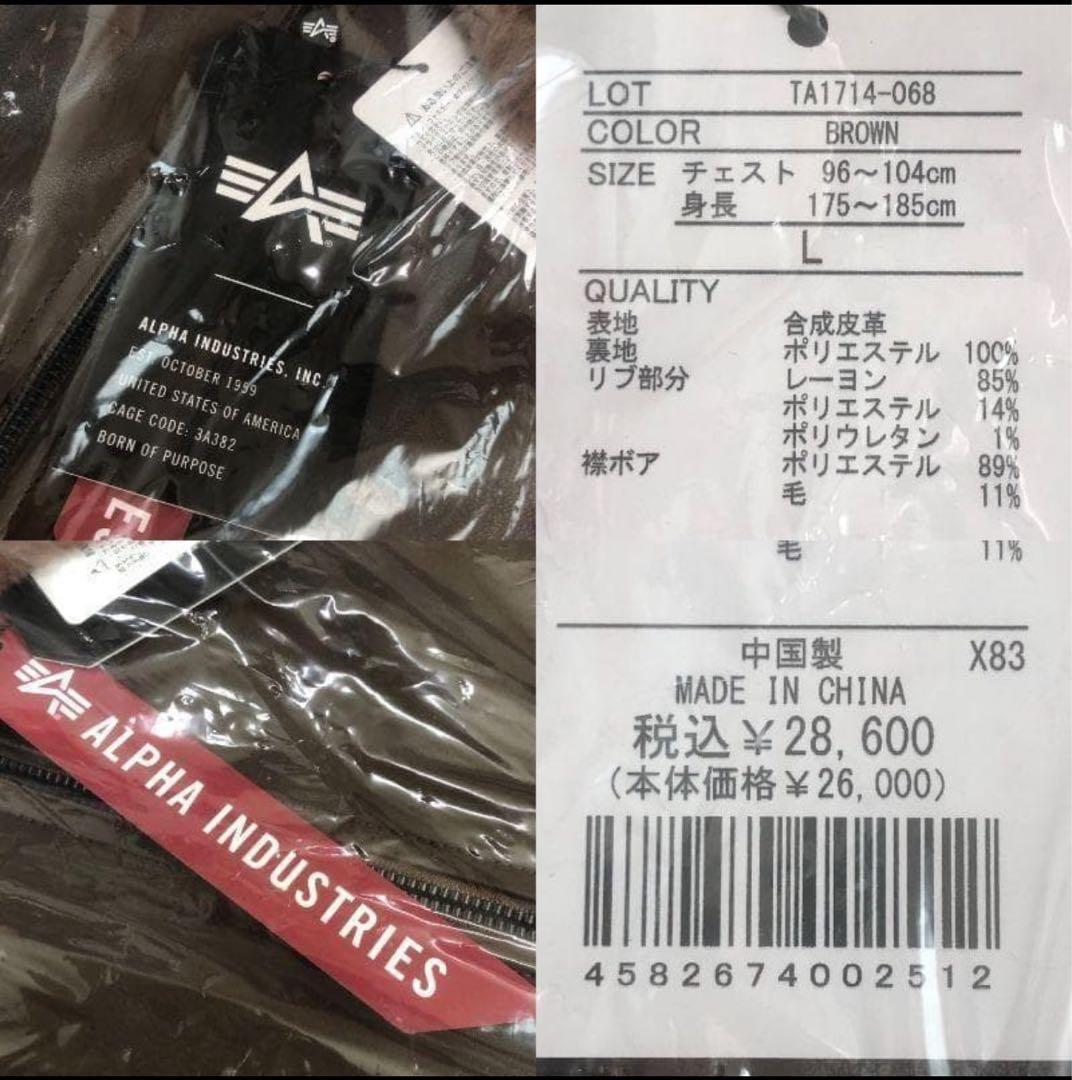 ALPHA INDUSTRIES, INC.
EST. OCTOBER 1959
UNITED STATES OF AMERICA
CAGE CODE: 3A382
BORN OF PURPOSE
LOT TA1714-068
COLOR BROWN
SIZE チェスト 96～104cm
身長 175～185cm
L
QUALITY
表地 合成皮革
裏地 ポリエステル 100%
リブ部分 レーヨン 85%
ポリエステル 14%
ポリウレタン 1%
襟ボア ポリエステル 89%
毛 11%
ALPHA INDUSTRIES
毛 11%
中国製 X83
MADE IN CHINA
税込￥28,600
(本体価格￥26,000)
4582674002512